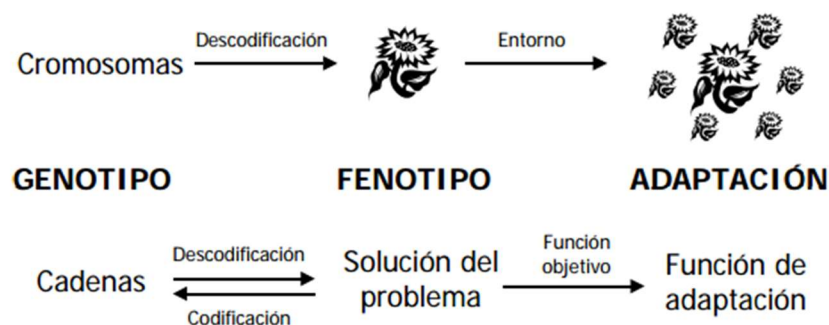 Descodificación
Entorno
Cromosomas
GENOTIPO
FENOTIPO
ADAPTACIÓN
Descodificación
Función
objetivo
Cadenas
Solución del
problema
Función de
adaptación
Codificación